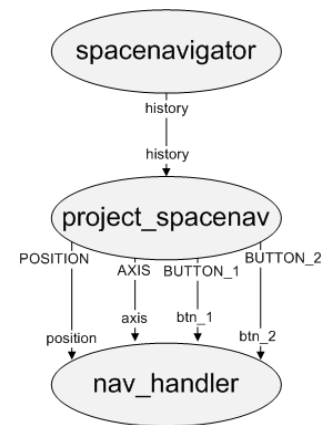 spacenavigator
history
history
project_spacenav
POSITION
AXIS
BUTTON_1
BUTTON_2
position
axis
btn_1
btn_2
nav_handler